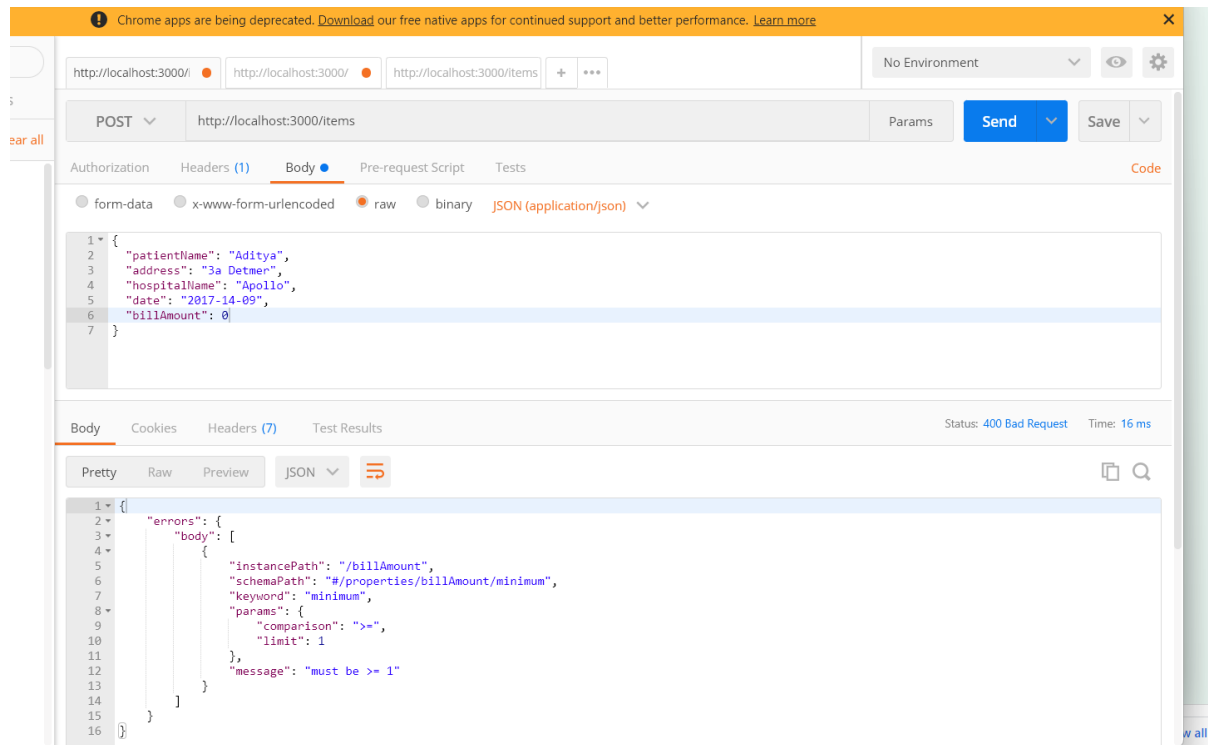 Chrome apps are being deprecated. Download our free native apps for continued support and better performance. Learn more
http://localhost:3000/ http://localhost:3000/ http://localhost:3000/items + ••• No Environment
POST http://localhost:3000/items Params Send Save
ear all
Authorization Headers (1) Body Pre-request Script Tests Code
form-data x-www-form-urlencoded raw binary JSON (application/json)
1 {
2 "patientName": "Aditya",
3 "address": "3a Detmer",
4 "hospitalName": "Apollo",
5 "date": "2017-14-09",
6 "billAmount": 0
7 }
Body Cookies Headers (7) Test Results Status: 400 Bad Request Time: 16 ms
Pretty Raw Preview JSON
1 {
2 "errors": {
3 "body": [
4 {
5 "instancePath": "/billAmount",
6 "schemaPath": "#/properties/billAmount/minimum",
7 "keyword": "minimum",
8 "params": {
9 "comparison": ">=",
10 "limit": 1
11 },
12 "message": "must be >= 1"
13 }
14 ]
15 }
16 }
w all